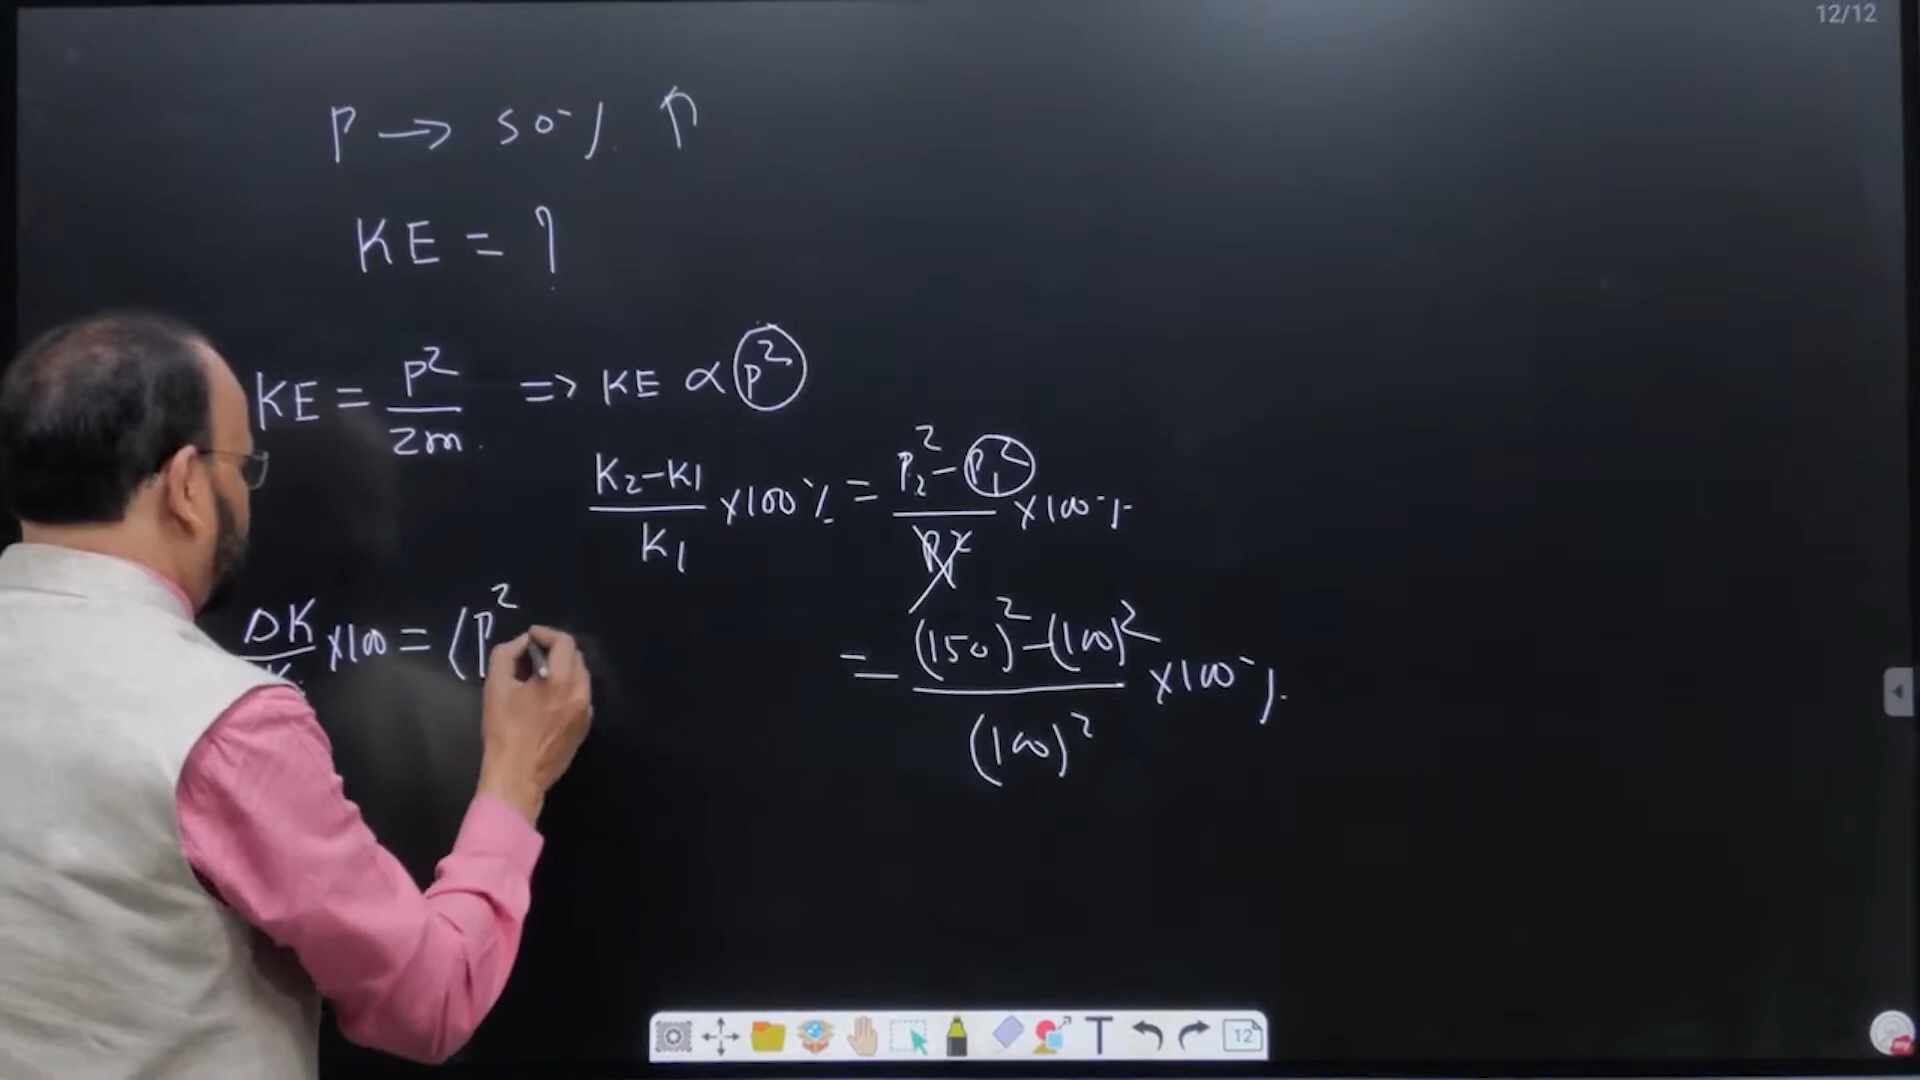 12/12
P → 50% ↑
KE = ?
KE = P²/2m ⇒ KE ∝ P²
(K₂-K₁)/K₁ ×100% = (P₂²-P₁²)/P₁² ×100%
= ((150)²-(100)²)/(100)² ×100%
ΔK/K ×100 = (P²
T
12